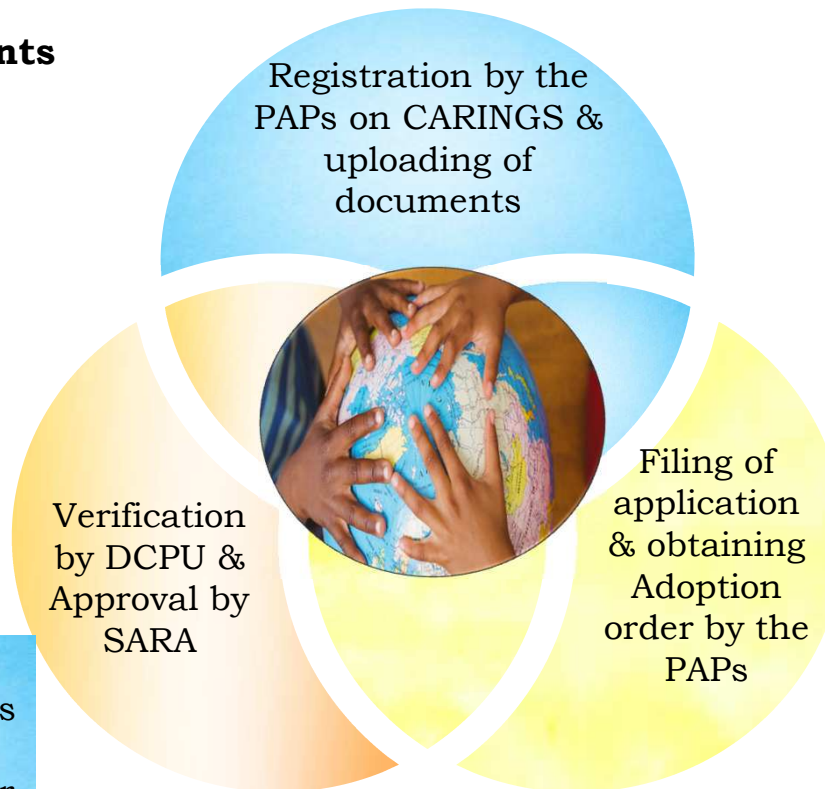 nts
Registration by the
PAPs on CARINGS &
uploading of
documents
Verification
by DCPU &
Approval by
SARA
Filing of
application
& obtaining
Adoption
order by the
PAPs
s
r